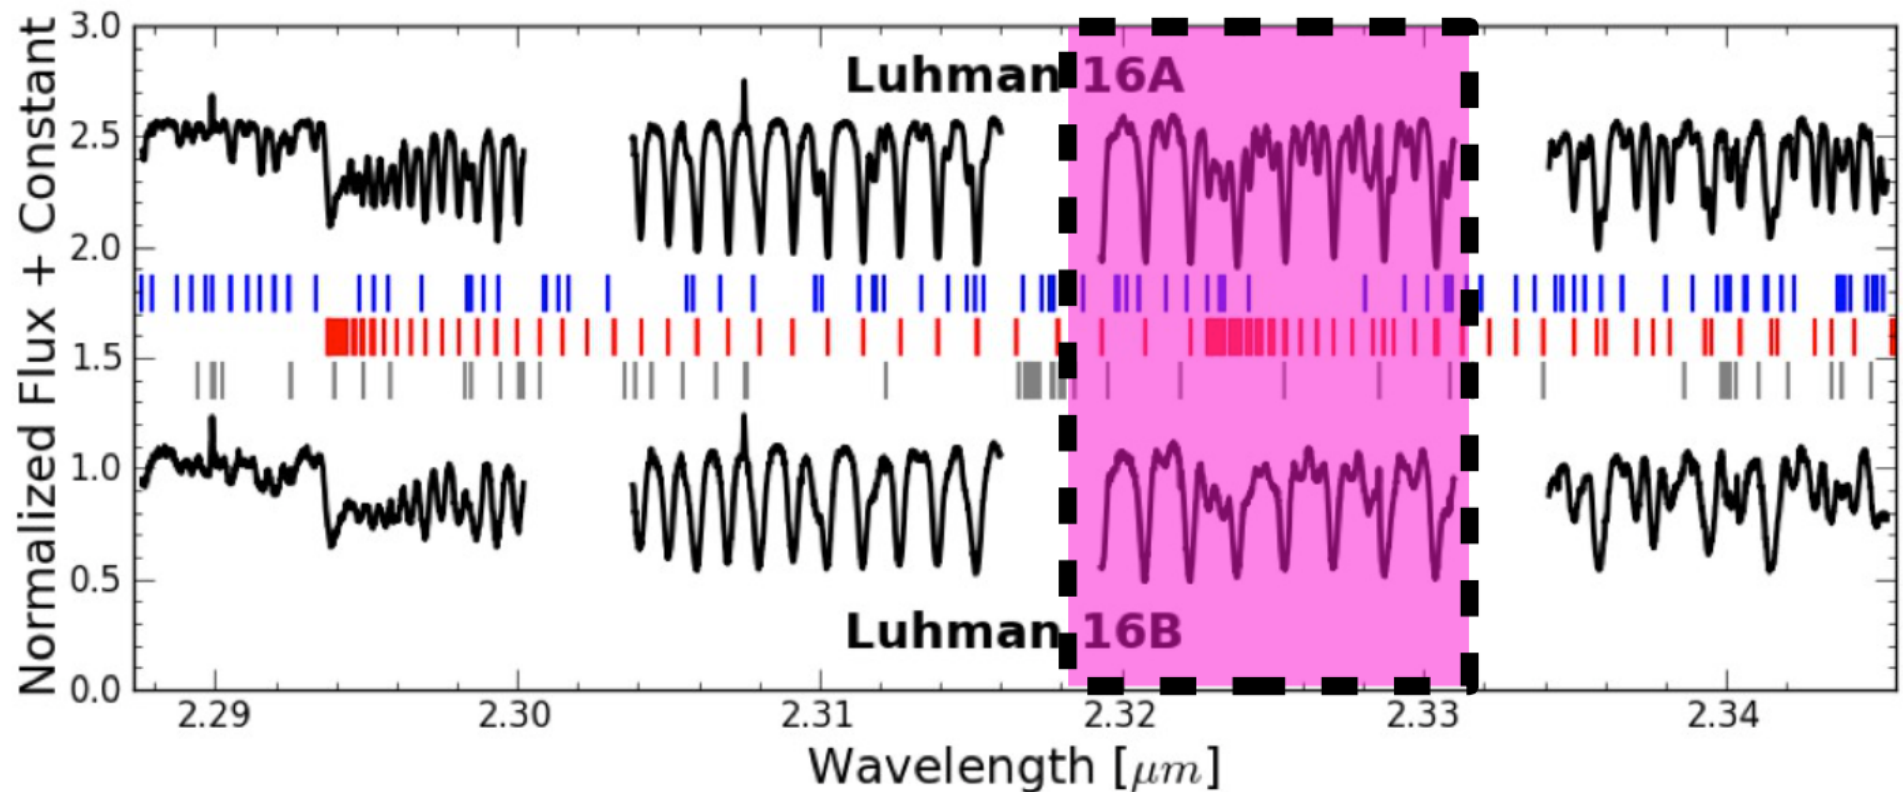 Normalized Flux + Constant
3.0
2.5
2.0
1.5
1.0
0.5
0.0
Luhman 16A
Luhman 16B
2.29 2.30 2.31 2.32 2.33 2.34
Wavelength [μm]